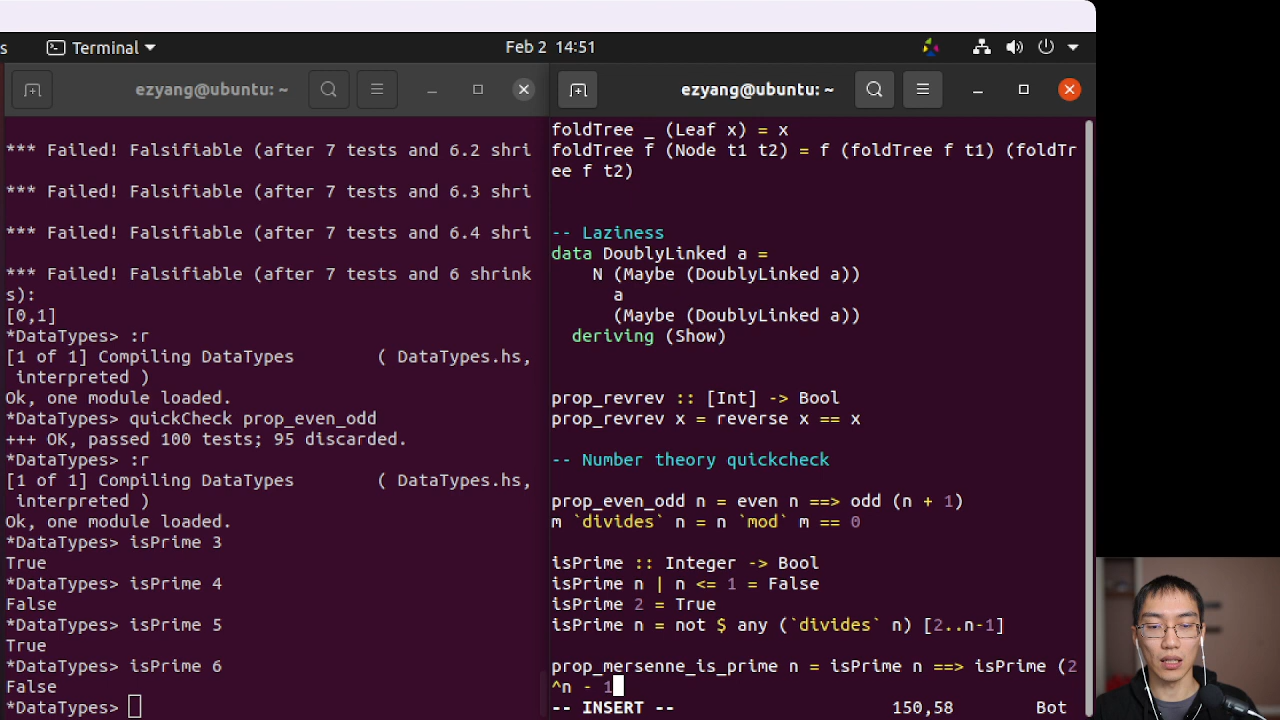 s Terminal Feb 2 14:51
ezyang@ubuntu: ~
*** Failed! Falsifiable (after 7 tests and 6.2 shri
*** Failed! Falsifiable (after 7 tests and 6.3 shri
*** Failed! Falsifiable (after 7 tests and 6.4 shri
*** Failed! Falsifiable (after 7 tests and 6 shrink
s):
[0,1]
*DataTypes> :r
[1 of 1] Compiling DataTypes        ( DataTypes.hs,
 interpreted )
Ok, one module loaded.
*DataTypes> quickCheck prop_even_odd
+++ OK, passed 100 tests; 95 discarded.
*DataTypes> :r
[1 of 1] Compiling DataTypes        ( DataTypes.hs,
 interpreted )
Ok, one module loaded.
*DataTypes> isPrime 3
True
*DataTypes> isPrime 4
False
*DataTypes> isPrime 5
True
*DataTypes> isPrime 6
False
*DataTypes>
ezyang@ubuntu: ~
foldTree _ (Leaf x) = x
foldTree f (Node t1 t2) = f (foldTree f t1) (foldTr
ee f t2)
-- Laziness
data DoublyLinked a =
    N (Maybe (DoublyLinked a))
      a
      (Maybe (DoublyLinked a))
  deriving (Show)
prop_revrev :: [Int] -> Bool
prop_revrev x = reverse x == x
-- Number theory quickcheck
prop_even_odd n = even n ==> odd (n + 1)
m `divides` n = n `mod` m == 0
isPrime :: Integer -> Bool
isPrime n | n <= 1 = False
isPrime 2 = True
isPrime n = not $ any (`divides` n) [2..n-1]
prop_mersenne_is_prime n = isPrime n ==> isPrime (2
^n - 1
-- INSERT -- 150,58 Bot